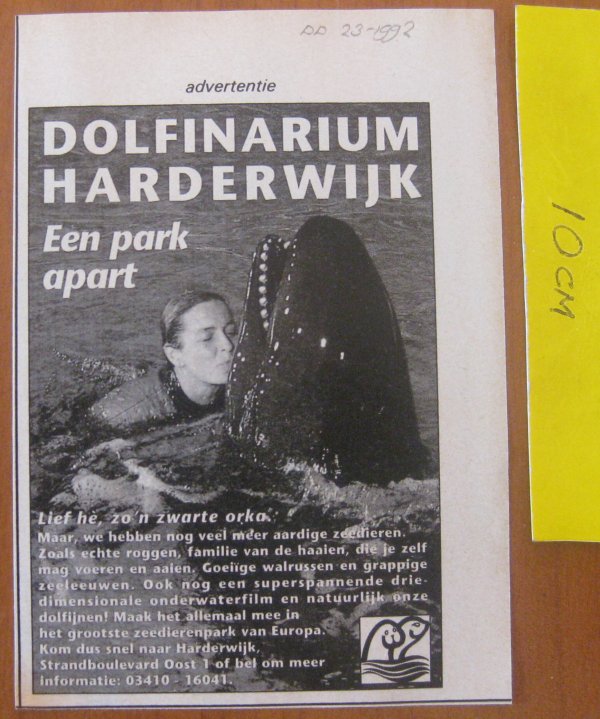 DD 23-1992
advertentie
DOLFINARIUM
HARDERWIJK
Een park
apart
Lief hè, zo'n zwarte orka.
Maar, we hebben nog veel meer aardige zeedieren.
Zoals echte roggen, familie van de haaien, die je zelf
mag voeren en aaien. Goeiïge walrussen en grappige
zeeleeuwen. Ook nog een superspannende drie-
dimensionale onderwaterfilm en natuurlijk onze
dolfijnen! Maak het allemaal mee in
het grootste zeedierenpark van Europa.
Kom dus snel naar Harderwijk,
Strandboulevard Oost 1 of bel om meer
informatie: 03410 - 16041.
10CM